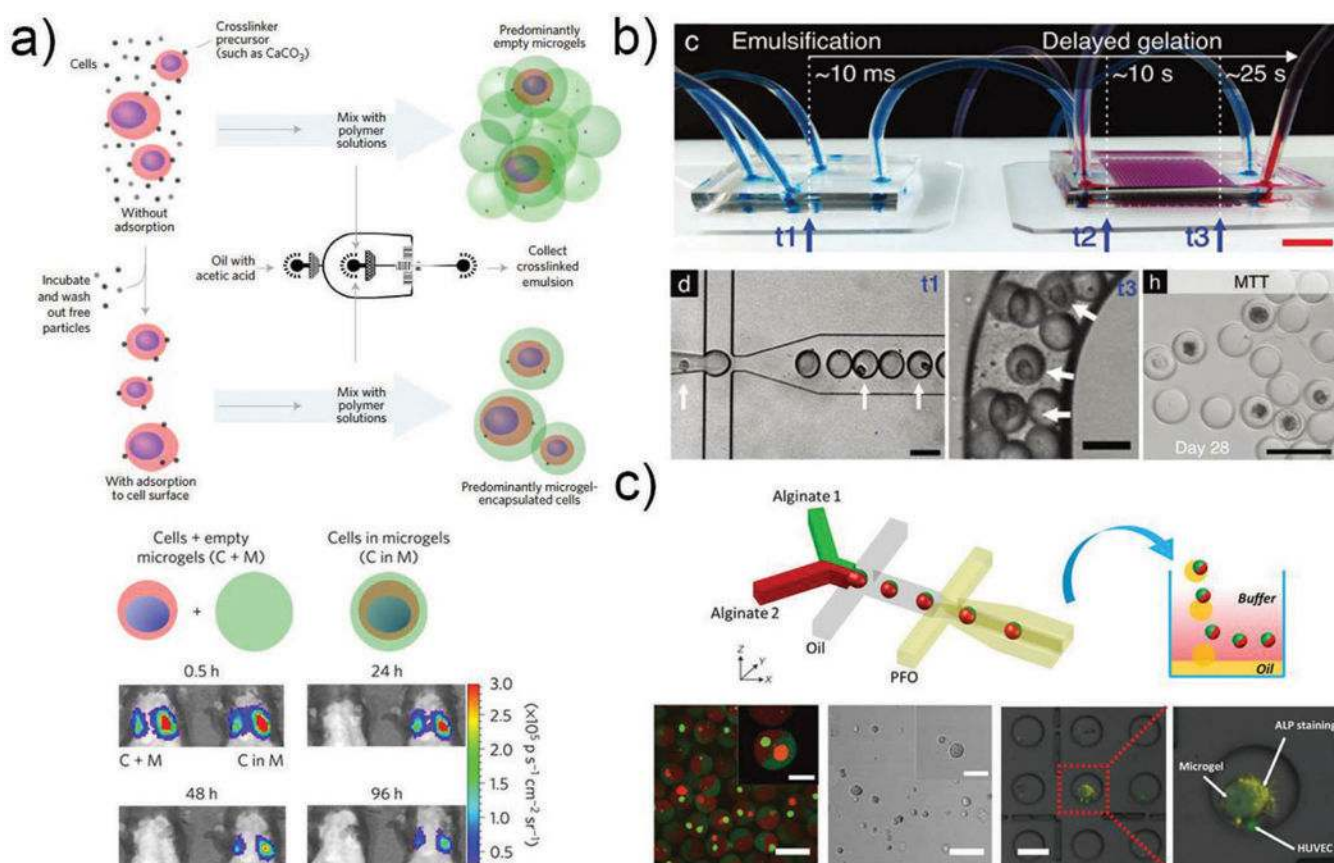 a)
Crosslinker
precursor
(such as CaCO₃)
Cells
Without
adsorption
Incubate
and wash
out free
particles
With adsorption
to cell surface
Mix with
polymer
solutions
Predominantly
empty microgels
Oil with
acetic acid
Collect
crosslinked
emulsion
Mix with
polymer
solutions
Predominantly microgel-
encapsulated cells
Cells + empty
microgels (C + M)
Cells in microgels
(C in M)
+
0.5 h
24 h
C + M
C in M
48 h
96 h
3.0
2.5
2.0
1.5
1.0
0.5
(×10⁵ p s⁻¹ cm⁻² sr⁻¹)
b)
c
Emulsification
Delayed gelation
~10 ms
~10 s
~25 s
t1
t2
t3
d
t1
t3
h
MTT
Day 28
c)
Alginate 1
Alginate 2
Oil
PFO
Z
Y
X
Buffer
Oil
ALP staining
Microgel
HUVEC